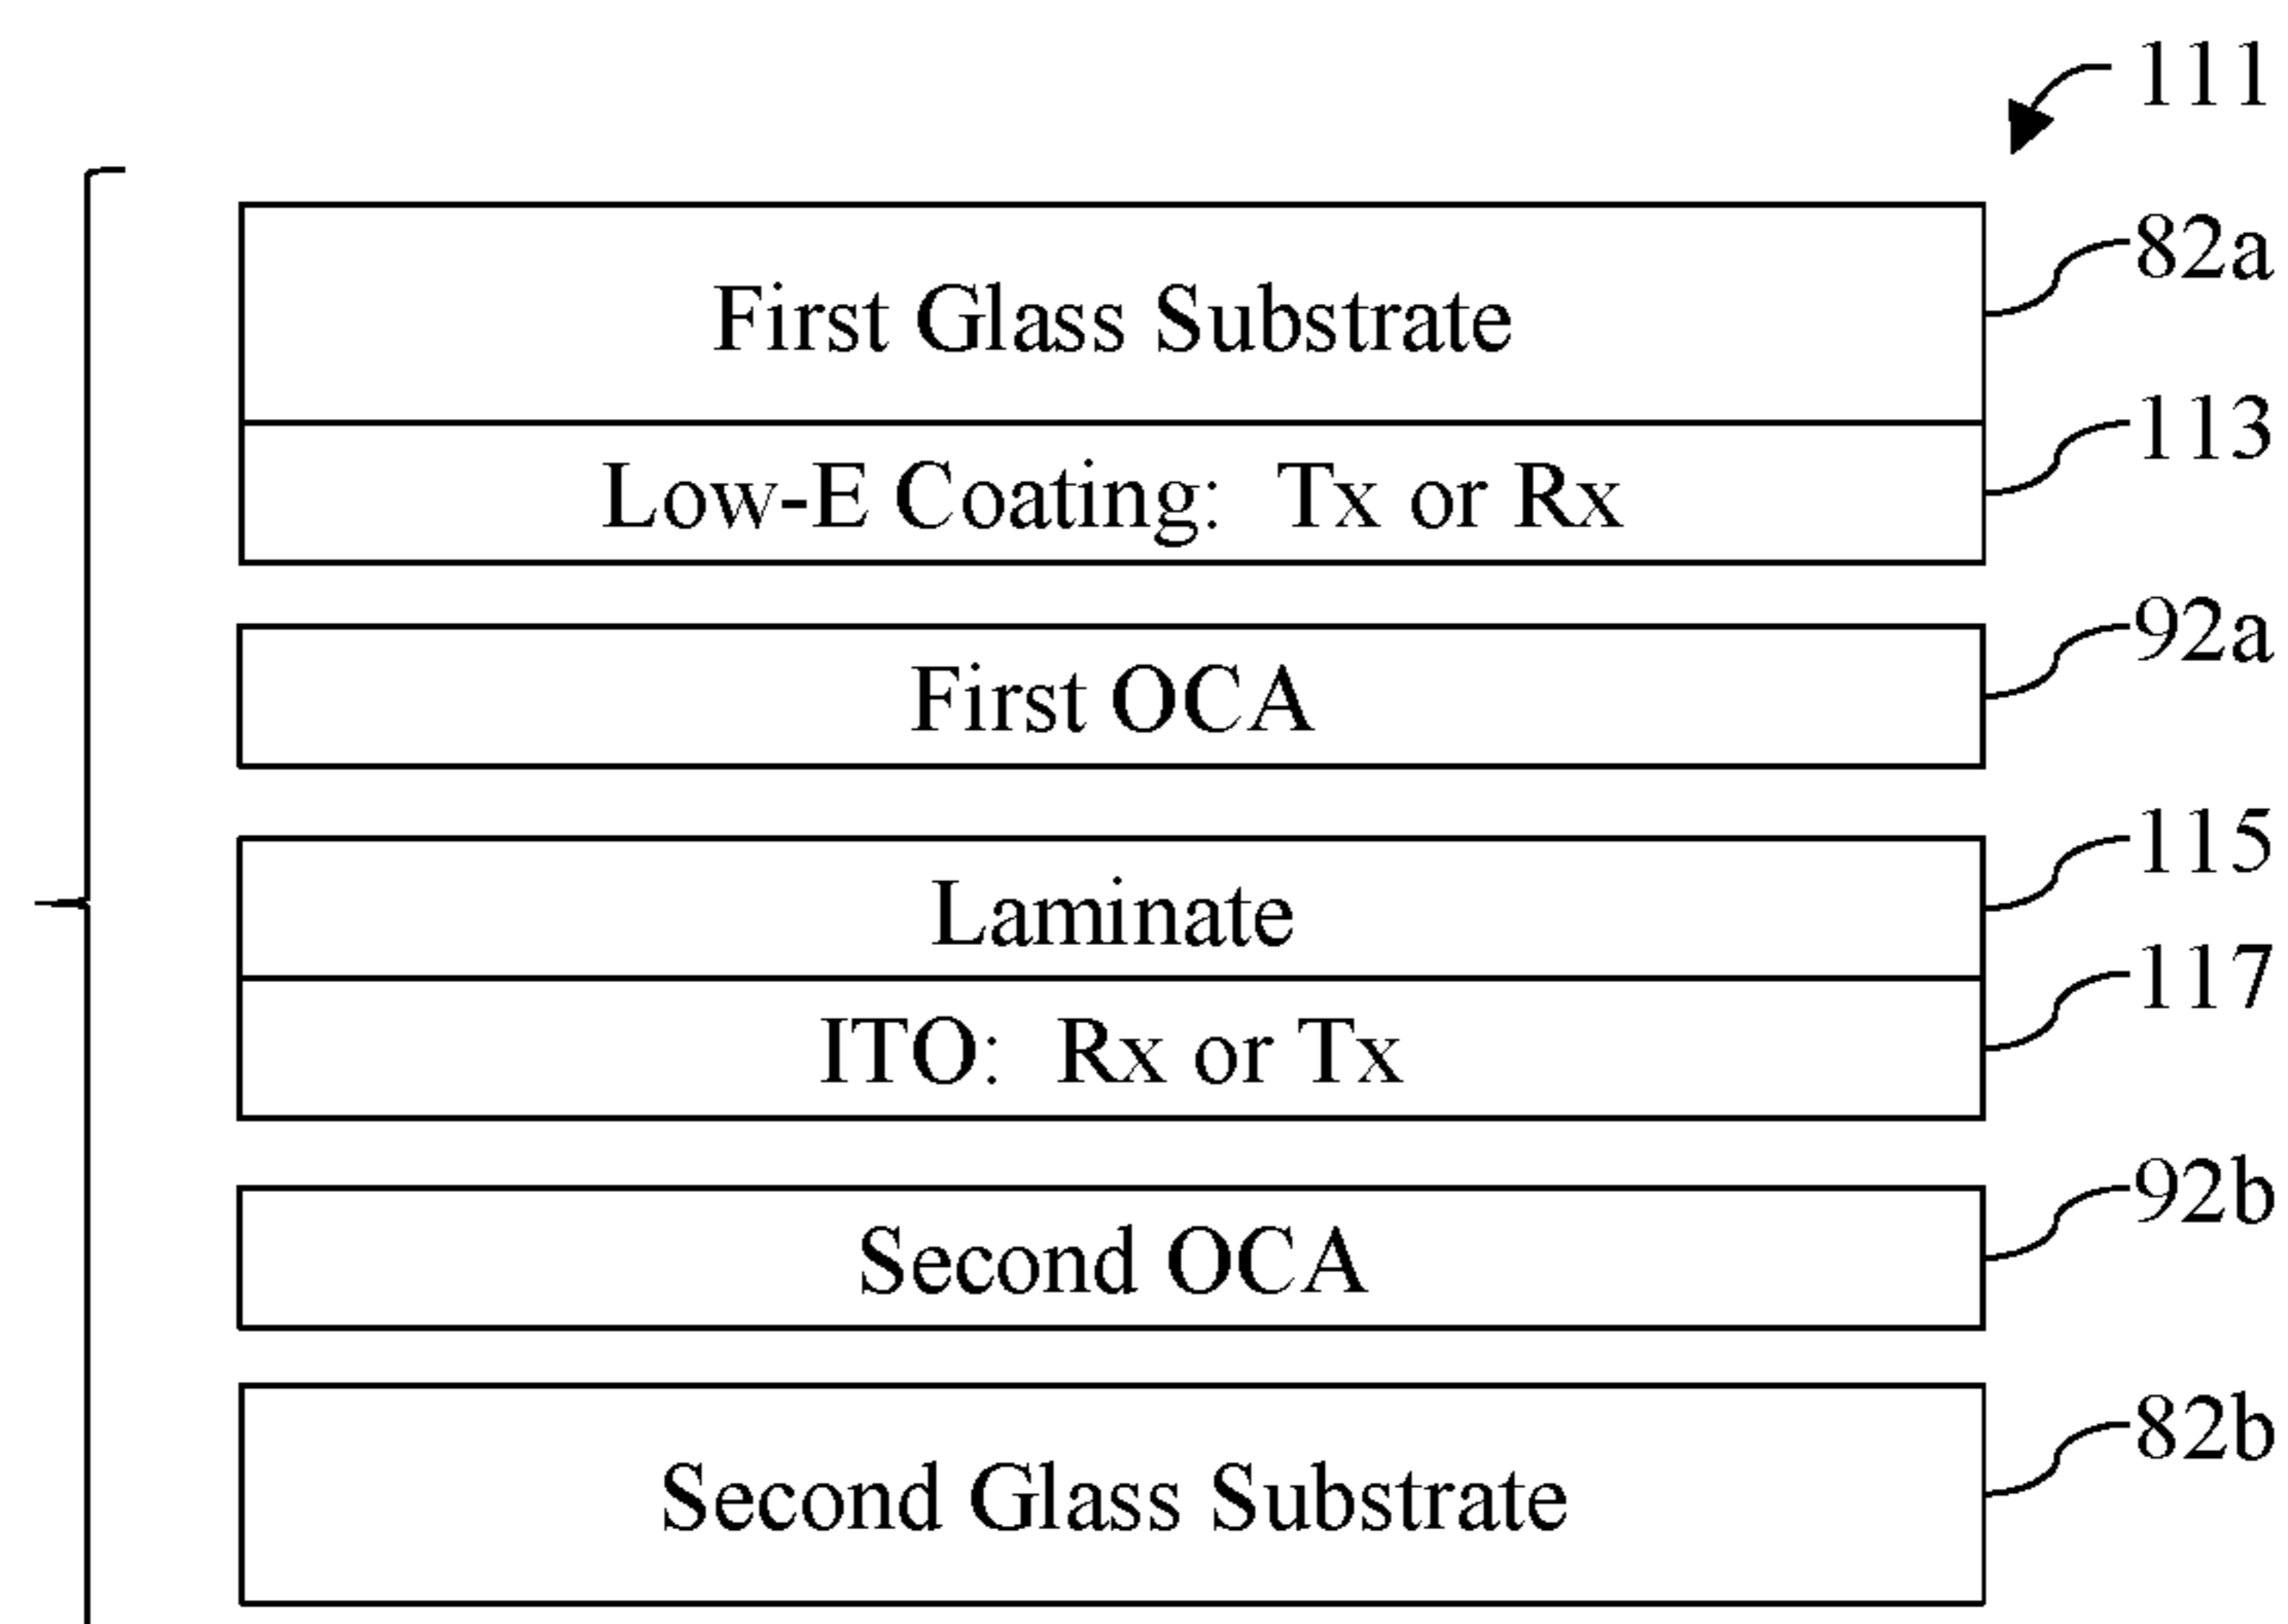 111
First Glass Substrate 82a
Low-E Coating: Tx or Rx 113
First OCA 92a
Laminate 115
ITO: Rx or Tx 117
Second OCA 92b
Second Glass Substrate 82b